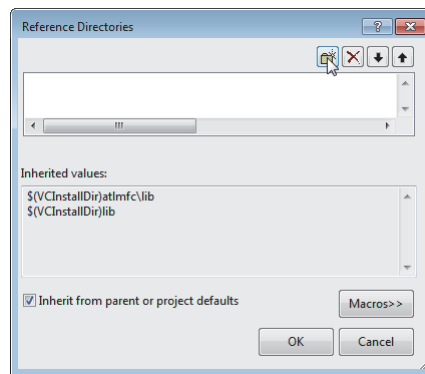 Reference Directories
Inherited values:
$(VCInstallDir)atlmfc\lib
$(VCInstallDir)lib
Inherit from parent or project defaults
Macros>>
OK
Cancel